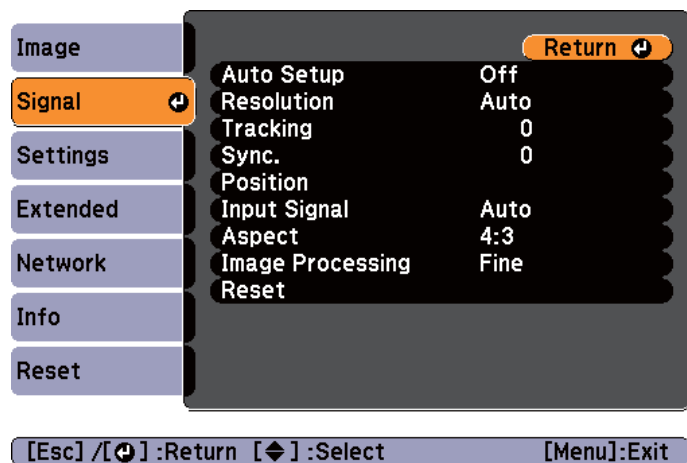 Image
Signal
Settings
Extended
Network
Info
Reset
Return
Auto Setup Off
Resolution Auto
Tracking 0
Sync. 0
Position
Input Signal Auto
Aspect 4:3
Image Processing Fine
Reset
[Esc] /[⏎] :Return [◆] :Select [Menu]:Exit